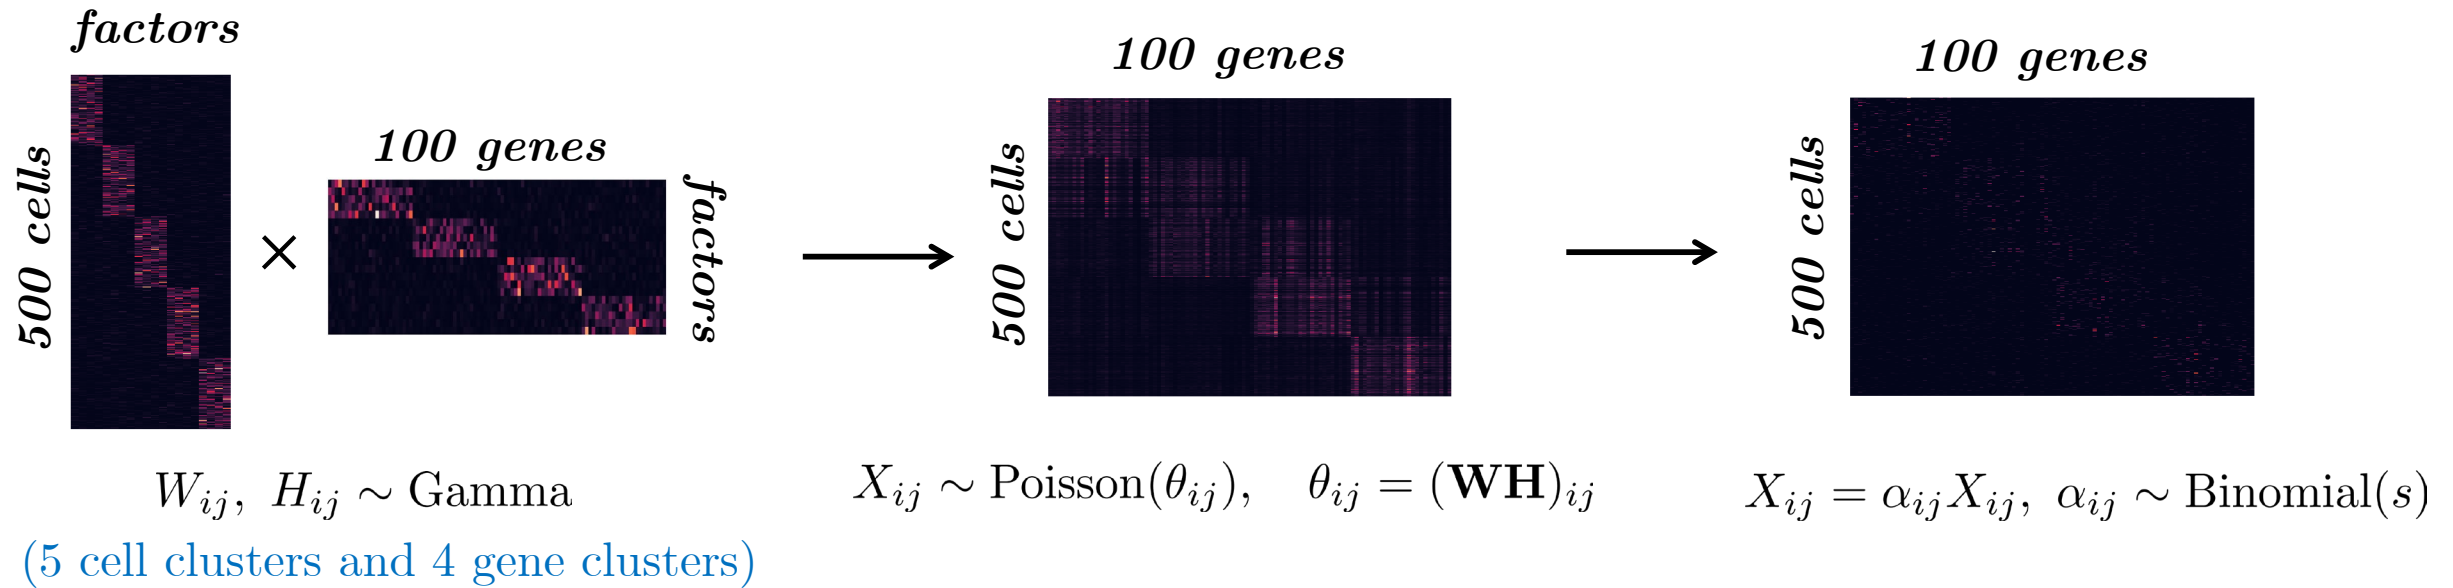 factors
500 cells
×
100 genes
factors
100 genes
500 cells
100 genes
500 cells
W_{ij}, H_{ij} ∼ Gamma
(5 cell clusters and 4 gene clusters)
X_{ij} ∼ Poisson(θ_{ij}), θ_{ij} = (WH)_{ij}
X_{ij} = α_{ij}X_{ij}, α_{ij} ∼ Binomial(s)